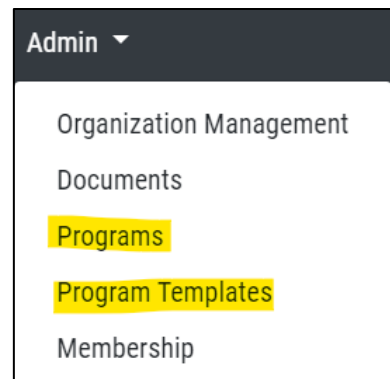 Admin
Organization Management
Documents
Programs
Program Templates
Membership